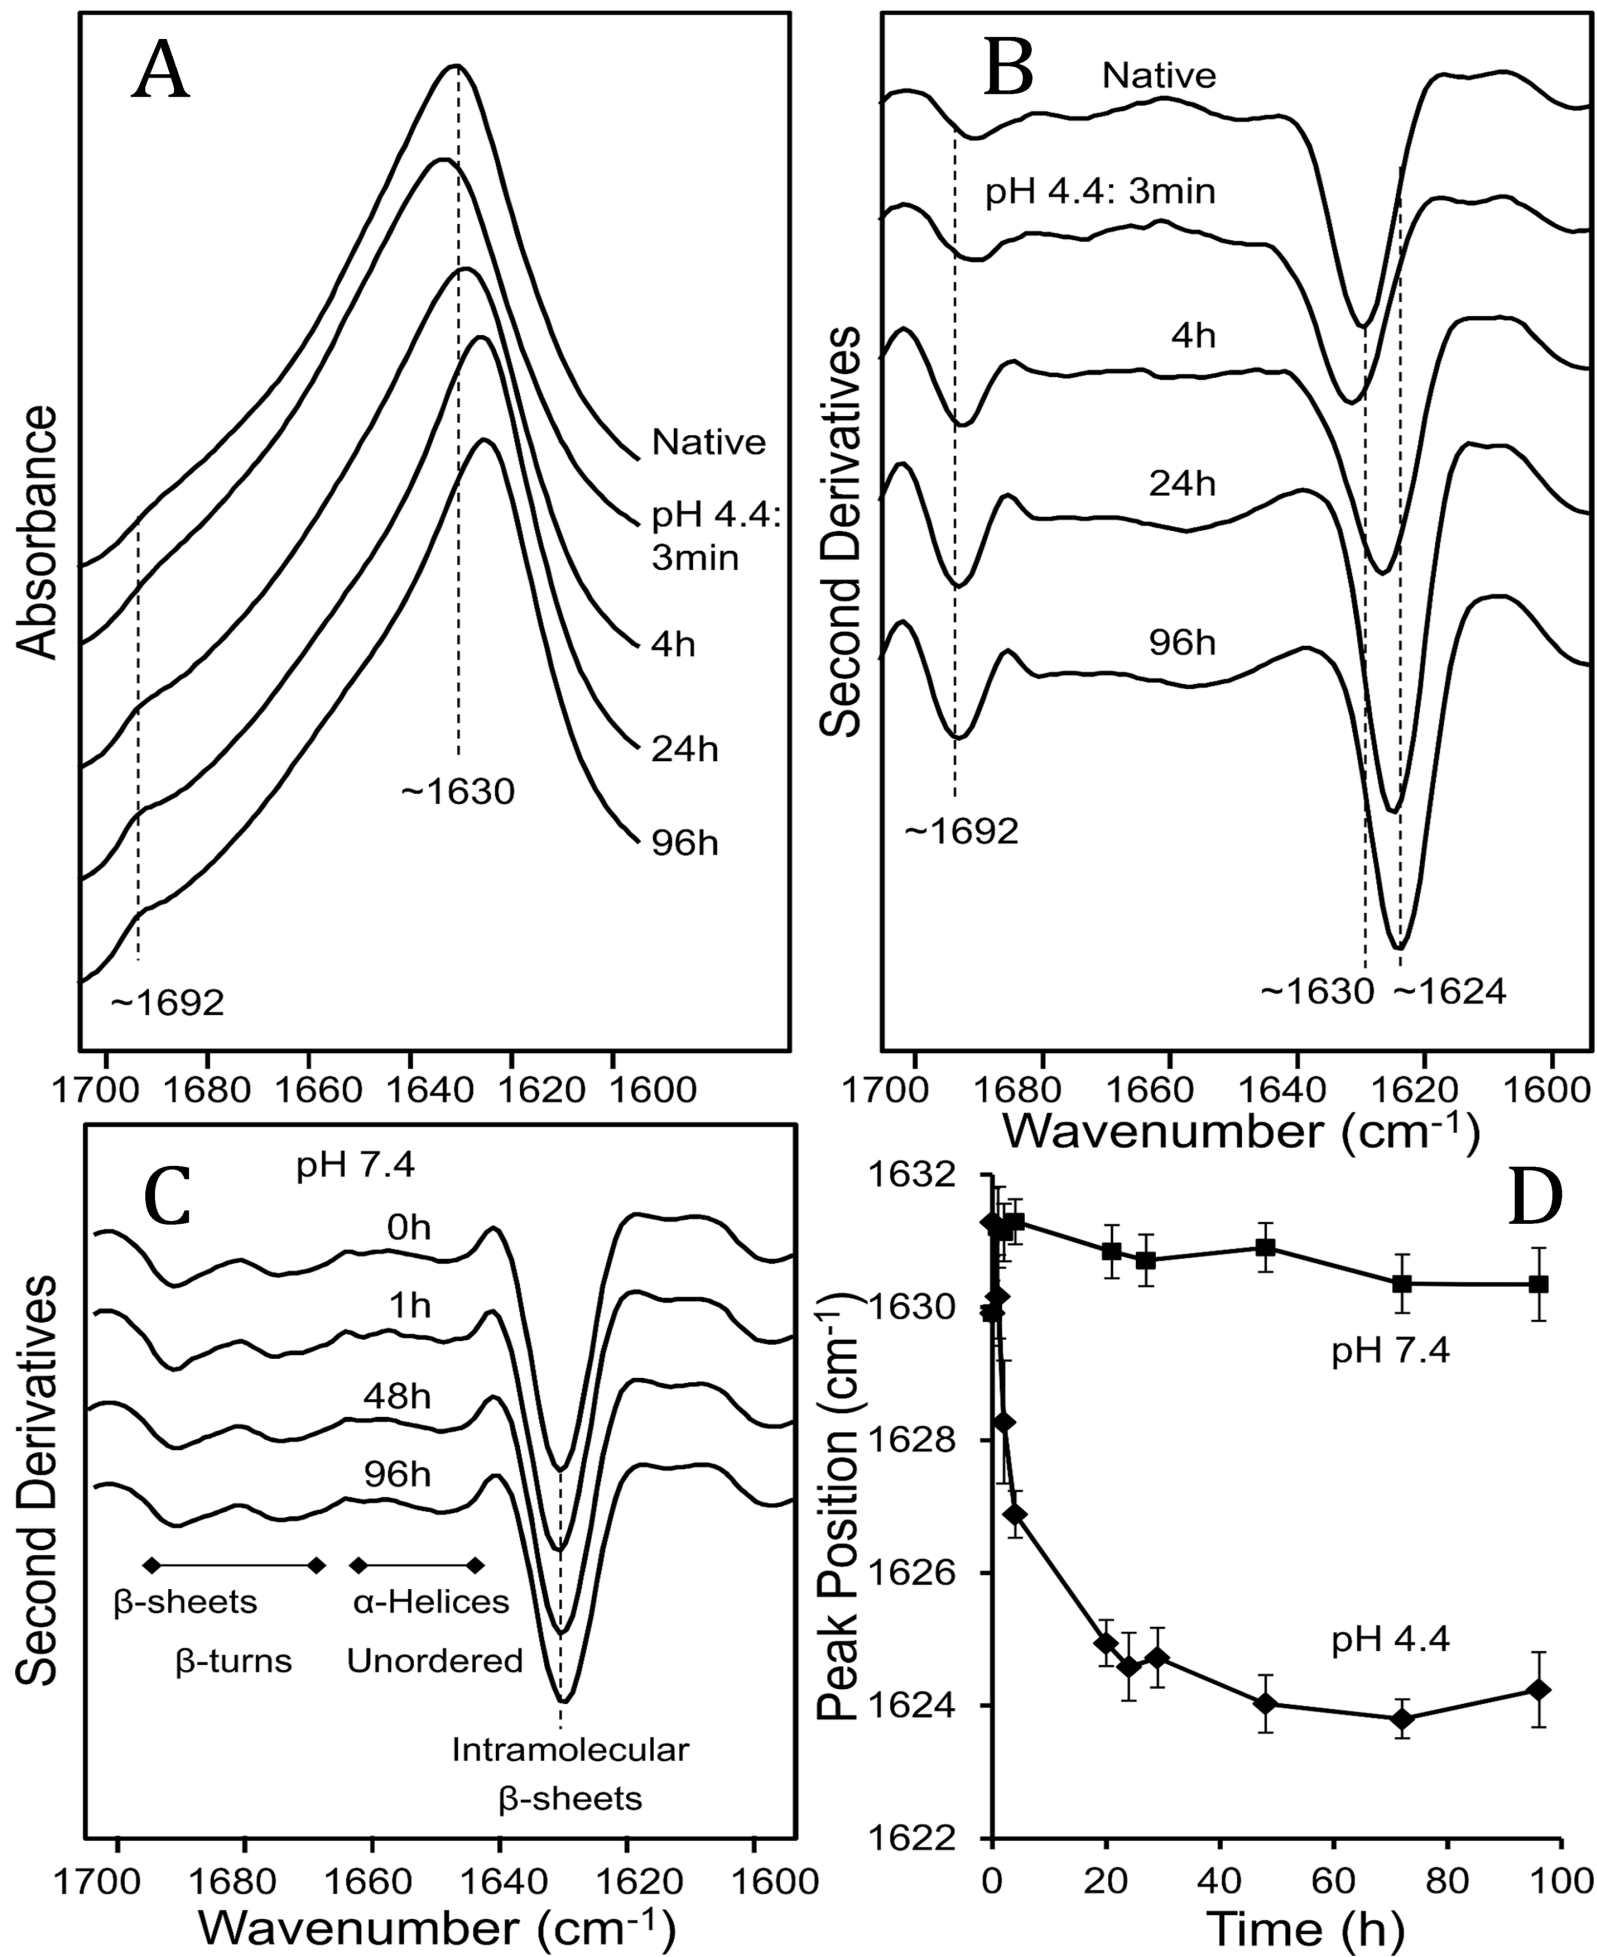 A
Absorbance
Native
pH 4.4:
3min
4h
24h
96h
~1630
~1692
1700 1680 1660 1640 1620 1600
B
Second Derivatives
Native
pH 4.4: 3min
4h
24h
96h
~1692
~1630 ~1624
1700 1680 1660 1640 1620 1600
Wavenumber (cm-1)
C
pH 7.4
Second Derivatives
0h
1h
48h
96h
β-sheets α-Helices
β-turns Unordered
Intramolecular
β-sheets
1700 1680 1660 1640 1620 1600
Wavenumber (cm-1)
D
Peak Position (cm-1)
1632
1630
1628
1626
1624
1622
pH 7.4
pH 4.4
0 20 40 60 80 100
Time (h)